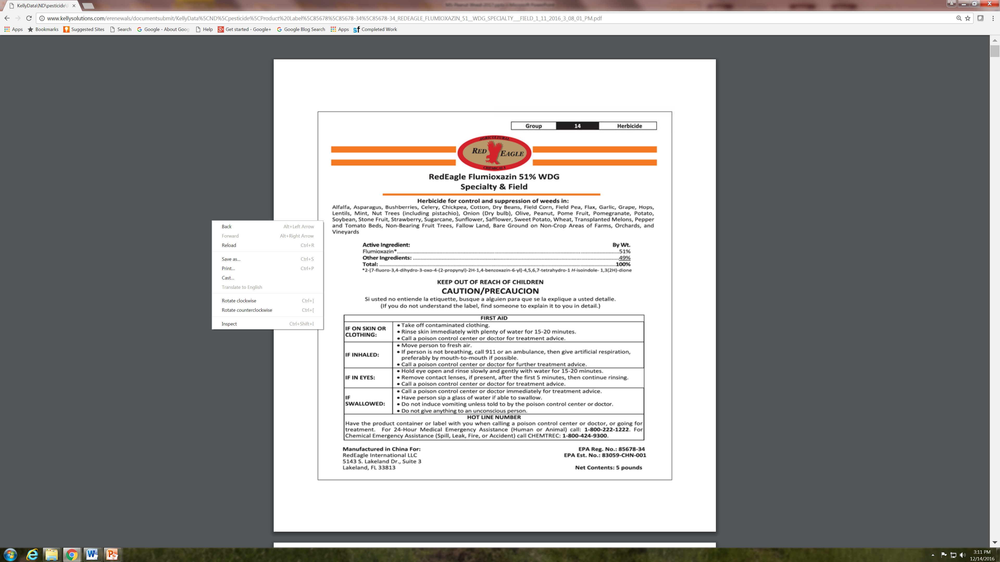 KellyData\ND\pesticide\
www.kellysolutions.com/erenewals/documentsubmit/KellyData%5CND%5Cpesticide%5CProduct%20Label%5C85678%5C85678-34%5C85678-34_REDEAGLE_FLUMIOXAZIN_51__WDG_SPECIALTY___FIELD_1_11_2016_3_08_01_PM.pdf
Apps Bookmarks Suggested Sites Search Google - About Goog Help Get started - Google+ Google Blog Search Apps Completed Work
Group 14 Herbicide
AGRICULTURAL
RED EAGLE
CHEMICALS
RedEagle Flumioxazin 51% WDG
Specialty & Field
Herbicide for control and suppression of weeds in:
Alfalfa, Asparagus, Bushberries, Celery, Chickpea, Cotton, Dry Beans, Field Corn, Field Pea, Flax, Garlic, Grape, Hops,
Lentils, Mint, Nut Trees (including pistachio), Onion (Dry bulb), Olive, Peanut, Pome Fruit, Pomegranate, Potato,
Soybean, Stone Fruit, Strawberry, Sugarcane, Sunflower, Safflower, Sweet Potato, Wheat, Transplanted Melons, Pepper
and Tomato Beds, Non-Bearing Fruit Trees, Fallow Land, Bare Ground on Non-Crop Areas of Farms, Orchards, and
Vineyards
Active Ingredient: By Wt.
Flumioxazin*....................51%
Other Ingredients: ....................49%
Total: ....................100%
*2-[7-fluoro-3,4-dihydro-3-oxo-4-(2-propynyl)-2H-1,4-benzoxazin-6-yl]-4,5,6,7-tetrahydro-1 H-isoindole- 1,3(2H)-dione
KEEP OUT OF REACH OF CHILDREN
CAUTION/PRECAUCION
Si usted no entiende la etiquette, busque a alguien para que se la explique a usted detalle.
(If you do not understand the label, find someone to explain it to you in detail.)
FIRST AID
IF ON SKIN OR
CLOTHING:
• Take off contaminated clothing.
• Rinse skin immediately with plenty of water for 15-20 minutes.
• Call a poison control center or doctor for treatment advice.
IF INHALED:
• Move person to fresh air.
• If person is not breathing, call 911 or an ambulance, then give artificial respiration,
preferably by mouth-to-mouth if possible.
• Call a poison control center or doctor for further treatment advice.
IF IN EYES:
• Hold eye open and rinse slowly and gently with water for 15-20 minutes.
• Remove contact lenses, if present, after the first 5 minutes, then continue rinsing.
• Call a poison control center or doctor for treatment advice.
IF
SWALLOWED:
• Call a poison control center or doctor immediately for treatment advice.
• Have person sip a glass of water if able to swallow.
• Do not induce vomiting unless told to by the poison control center or doctor.
• Do not give anything to an unconscious person.
HOT LINE NUMBER
Have the product container or label with you when calling a poison control center or doctor, or going for
treatment. For 24-Hour Medical Emergency Assistance (Human or Animal) call: 1-800-222-1222. For
Chemical Emergency Assistance (Spill, Leak, Fire, or Accident) call CHEMTREC: 1-800-424-9300.
Manufactured in China For:
RedEagle International LLC
5143 S. Lakeland Dr., Suite 3
Lakeland, FL 33813
EPA Reg. No.: 85678-34
EPA Est. No.: 83059-CHN-001
Net Contents: 5 pounds
Back Alt+Left Arrow
Forward Alt+Right Arrow
Reload Ctrl+R
Save as... Ctrl+S
Print... Ctrl+P
Cast...
Translate to English
Rotate clockwise Ctrl+]
Rotate counterclockwise Ctrl+[
Inspect Ctrl+Shift+I
3:11 PM
12/14/2016